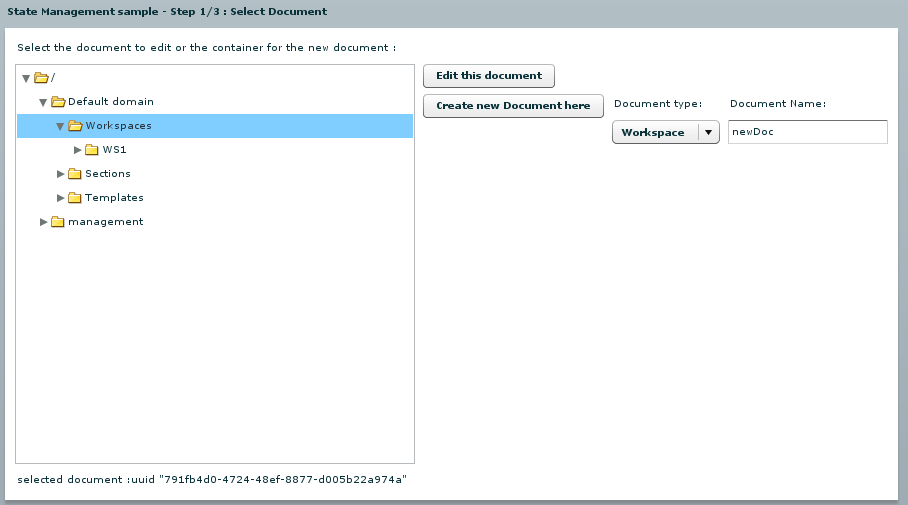 State Management sample - Step 1/3 : Select Document
Select the document to edit or the container for the new document :
/
Default domain
Workspaces
WS1
Sections
Templates
management
Edit this document
Create new Document here
Document type:
Document Name:
Workspace
newDoc
selected document :uuid "791fb4d0-4724-48ef-8877-d005b22a974a"